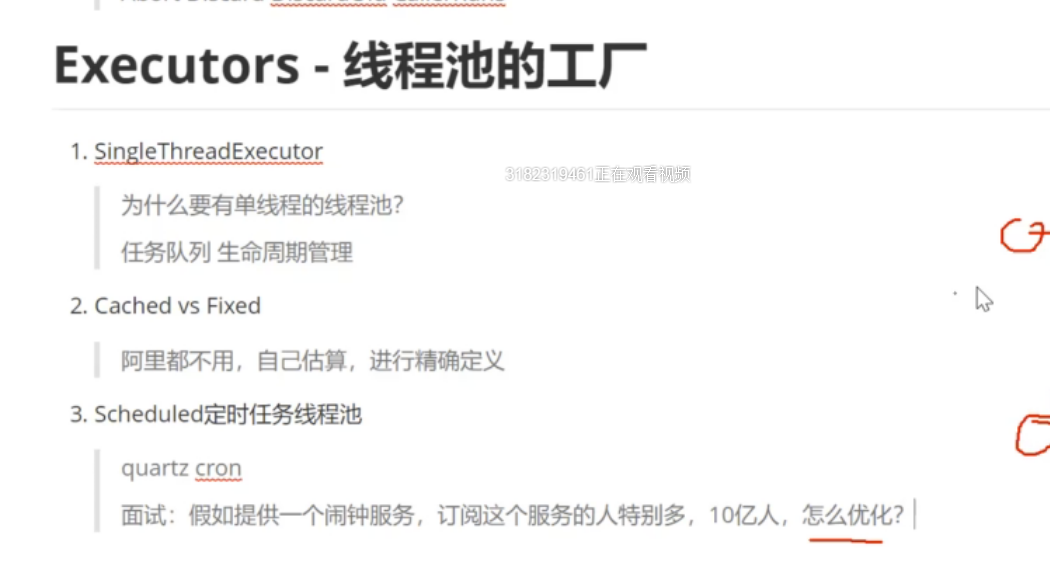 Executors - 线程池的工厂
1. SingleThreadExecutor
3182319461正在观看视频
为什么要有单线程的线程池？
任务队列 生命周期管理
2. Cached vs Fixed
阿里都不用，自己估算，进行精确定义
3. Scheduled定时任务线程池
quartz cron
面试：假如提供一个闹钟服务，订阅这个服务的人特别多，10亿人，怎么优化？